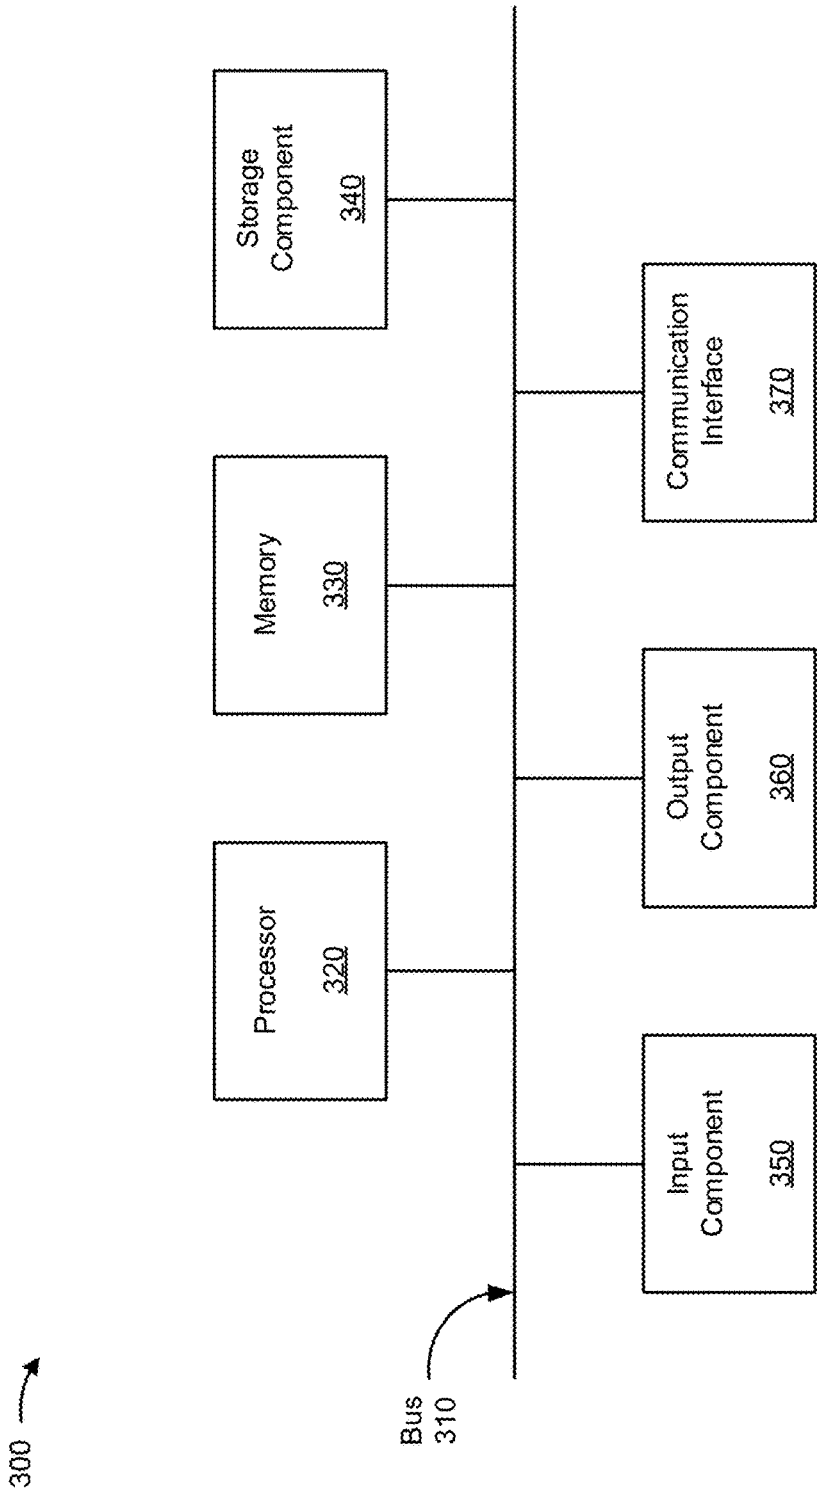 300
Processor
320
Memory
330
Storage
Component
340
Bus
310
Input
Component
350
Output
Component
360
Communication
Interface
370